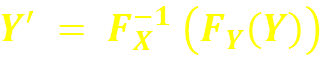 Y′ = F_X^{-1}(F_Y(Y))